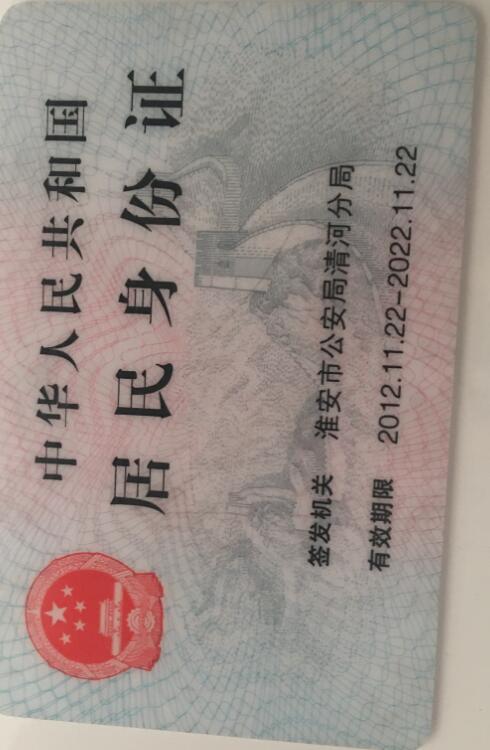 中华人民共和国
居民身份证
签发机关 淮安市公安局清河分局
有效期限 2012.11.22-2022.11.22